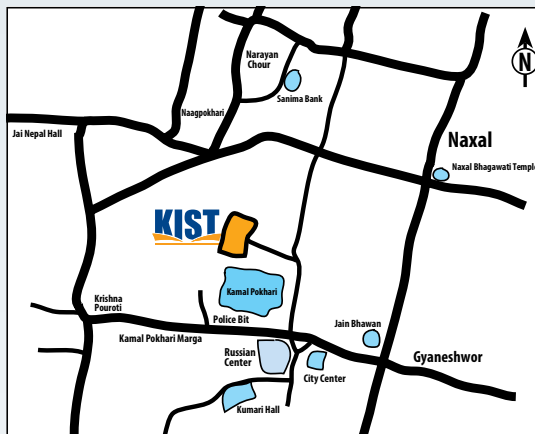 Narayan
Chour
N
Sanima Bank
Naagpokhari
Jai Nepal Hall
Naxal
Naxal Bhagawati Temple
KIST
Kamal Pokhari
Krishna
Pouroti
Police Bit
Jain Bhawan
Kamal Pokhari Marga
Russian
Center
Gyaneshwor
City Center
Kumari Hall